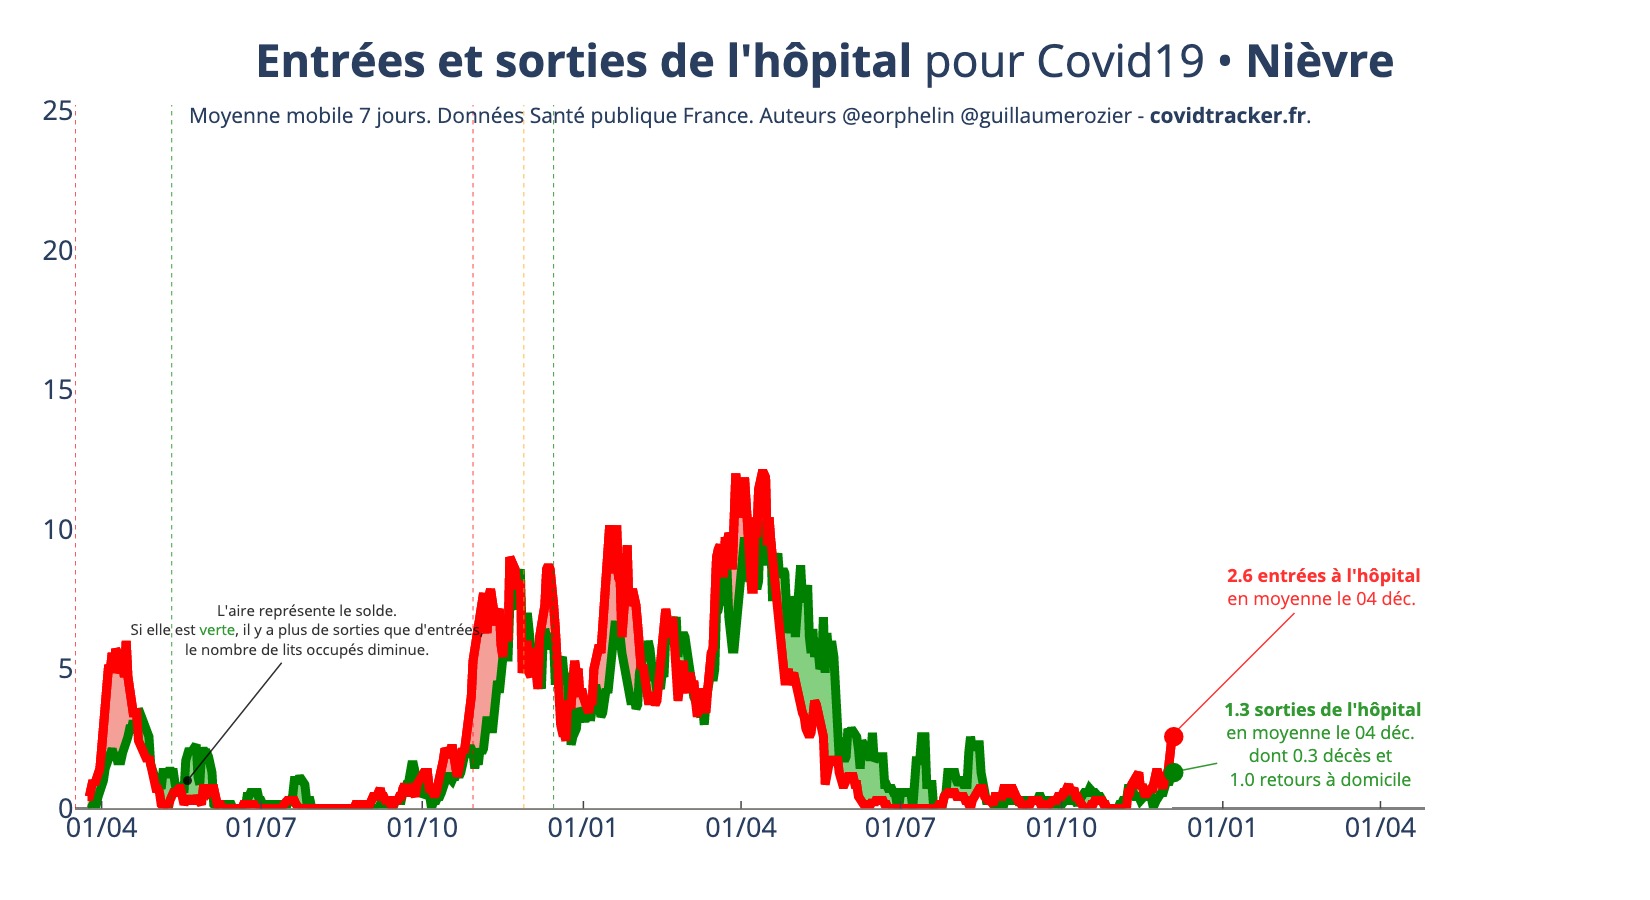 Entrées et sorties de l'hôpital pour Covid19 • Nièvre
Moyenne mobile 7 jours. Données Santé publique France. Auteurs @eorphelin @guillaumerozier - covidtracker.fr.
25
20
15
10
5
0
L'aire représente le solde.
Si elle est verte, il y a plus de sorties que d'entrées,
le nombre de lits occupés diminue.
2.6 entrées à l'hôpital
en moyenne le 04 déc.
1.3 sorties de l'hôpital
en moyenne le 04 déc.
dont 0.3 décès et
1.0 retours à domicile
01/04 01/07 01/10 01/01 01/04 01/07 01/10 01/01 01/04